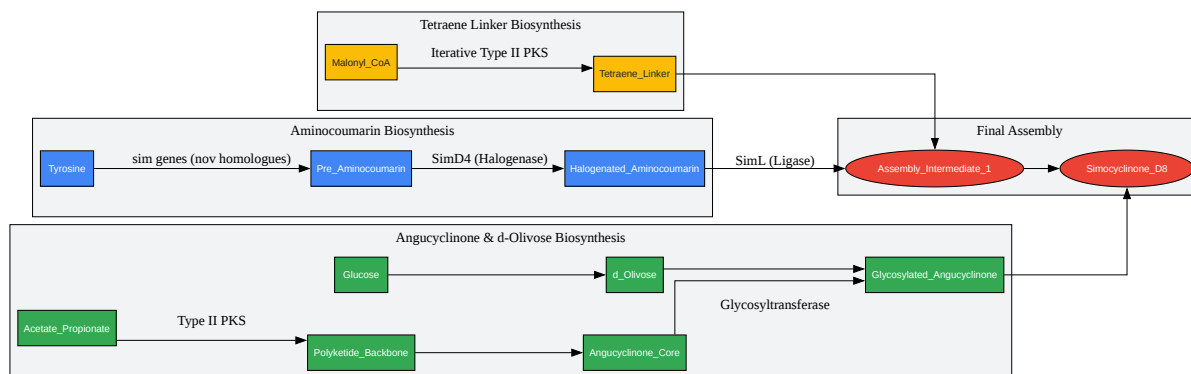 Tetraene Linker Biosynthesis
Malonyl_CoA
Iterative Type II PKS
Tetraene_Linker
Aminocoumarin Biosynthesis
Tyrosine
sim genes (nov homologues)
Pre_Aminocoumarin
SimD4 (Halogenase)
Halogenated_Aminocoumarin
SimL (Ligase)
Final Assembly
Assembly_Intermediate_1
Simocyclinone_D8
Angucyclinone & d-Olivose Biosynthesis
Glucose
d_Olivose
Glycosylated_Angucyclinone
Glycosyltransferase
Acetate_Propionate
Type II PKS
Polyketide_Backbone
Angucyclinone_Core